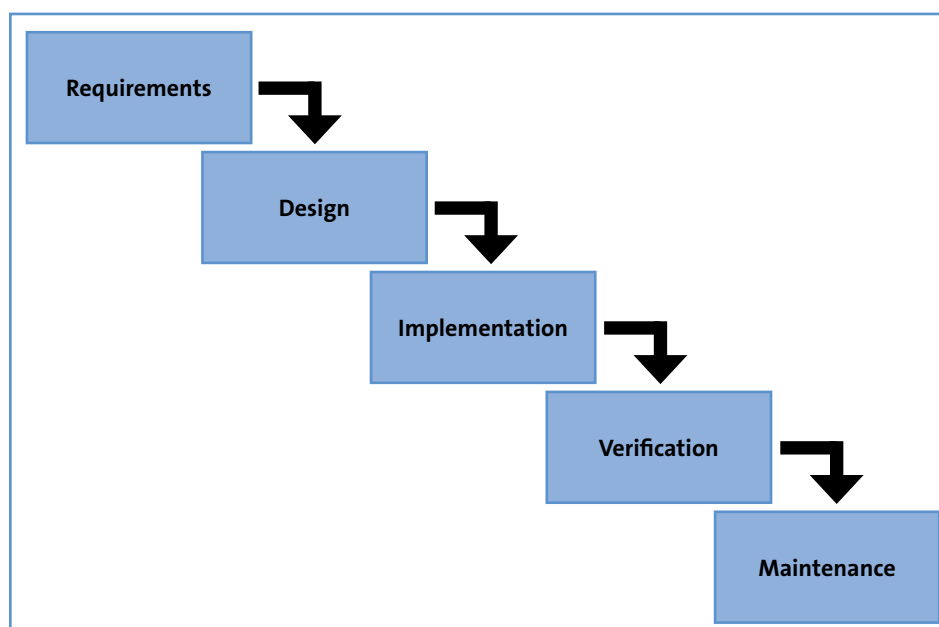 Requirements
Design
Implementation
Verification
Maintenance